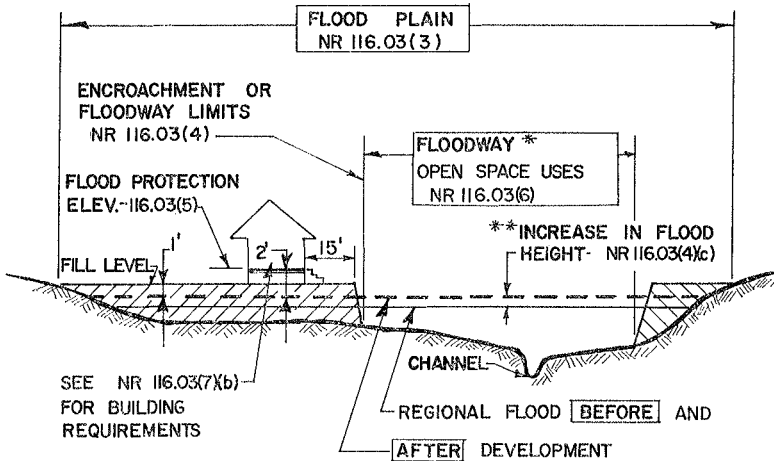 FLOOD PLAIN
NR 116.03(3)
ENCROACHMENT OR
FLOODWAY LIMITS
NR 116.03(4)
FLOODWAY *
OPEN SPACE USES
NR 116.03(6)
FLOOD PROTECTION
ELEV.-116.03(5)
1'
2'
15'
**INCREASE IN FLOOD
HEIGHT- NR 116.03(4)(c)
FILL LEVEL
CHANNEL
SEE NR 116.03(7)(b)
FOR BUILDING
REQUIREMENTS
REGIONAL FLOOD BEFORE AND
AFTER DEVELOPMENT